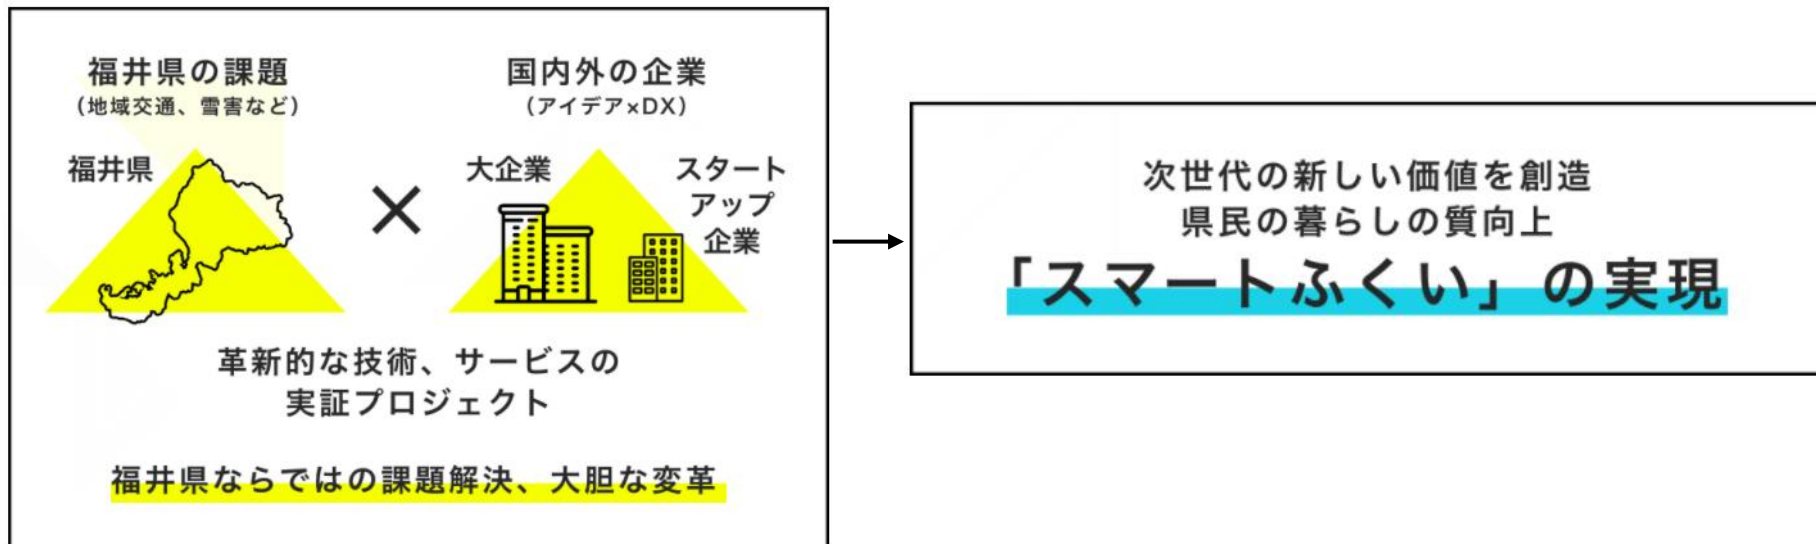 福井県の課題
(地域交通、雪害など)
福井県
×
国内外の企業
(アイデア×DX)
大企業
スタート
アップ
企業
革新的な技術、サービスの
実証プロジェクト
福井県ならではの課題解決、大胆な変革
次世代の新しい価値を創造
県民の暮らしの質向上
「スマートふくい」の実現